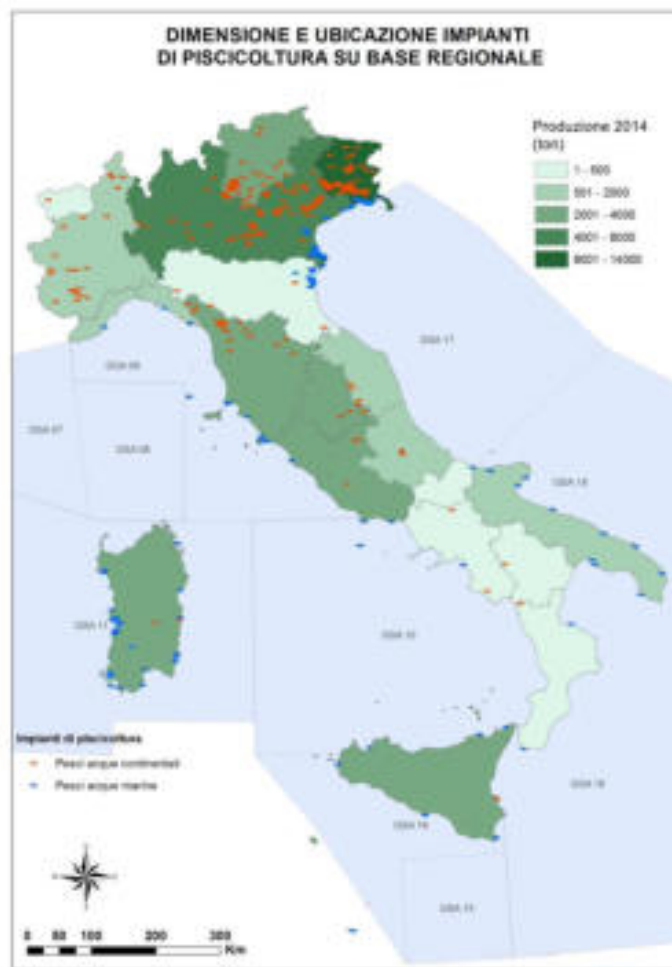 DIMENSIONE E UBICAZIONE IMPIANTI
DI PISCICOLTURA SU BASE REGIONALE
Produzione 2014
(ton)
1 - 500
501 - 2000
2001 - 4000
4001 - 8000
8001 - 14000
GSA 17
GSA 09
GSA 07
GSA 08
GSA 18
GSA 11
GSA 10
Impianti di piscicoltura
Pesci acque continentali
Pesci acque marine
GSA 19
GSA 16
GSA 15
0 50 100 200 300
Km